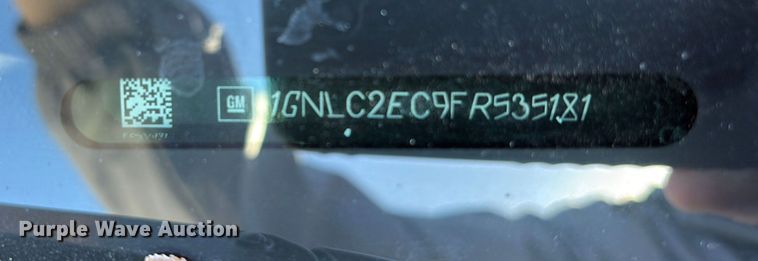 GM 1GNLC2EC9FR535181
Purple Wave Auction